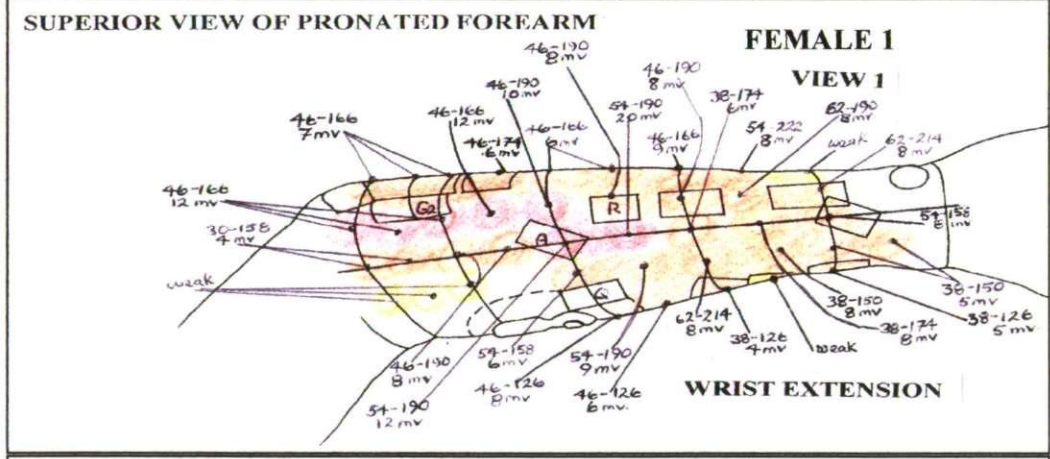 SUPERIOR VIEW OF PRONATED FOREARM
FEMALE 1
VIEW 1
46-190
8mv
46-190
10mv
46-190
8mv
54-190
20mv
38-174
6mv
62-190
8mv
46-166
7mv
46-166
12mv
46-174
6mv
46-166
6mv
46-166
9mv
54-222
8mv
weak
62-214
8mv
46-166
12mv
30-158
4mv
weak
G2
A
R
G
54-158
38-150
5mv
38-126
5mv
38-150
8mv
38-174
8mv
46-190
8mv
54-190
12mv
54-158
6mv
46-126
8mv
54-190
9mv
46-126
6mv.
62-214
8mv
38-126
4mv
weak
WRIST EXTENSION